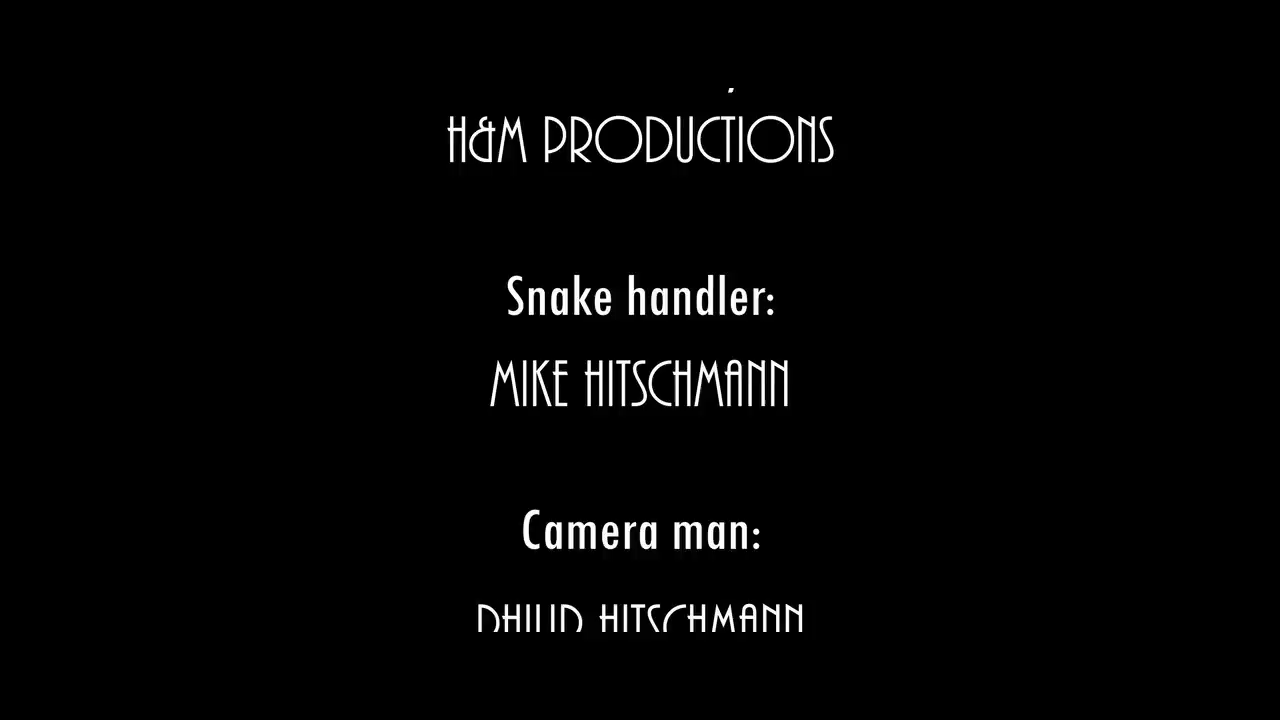 H&M PRODUCTIONS
Snake handler:
MIKE HITSCHMANN
Camera man:
PHILIP HITSCHMANN